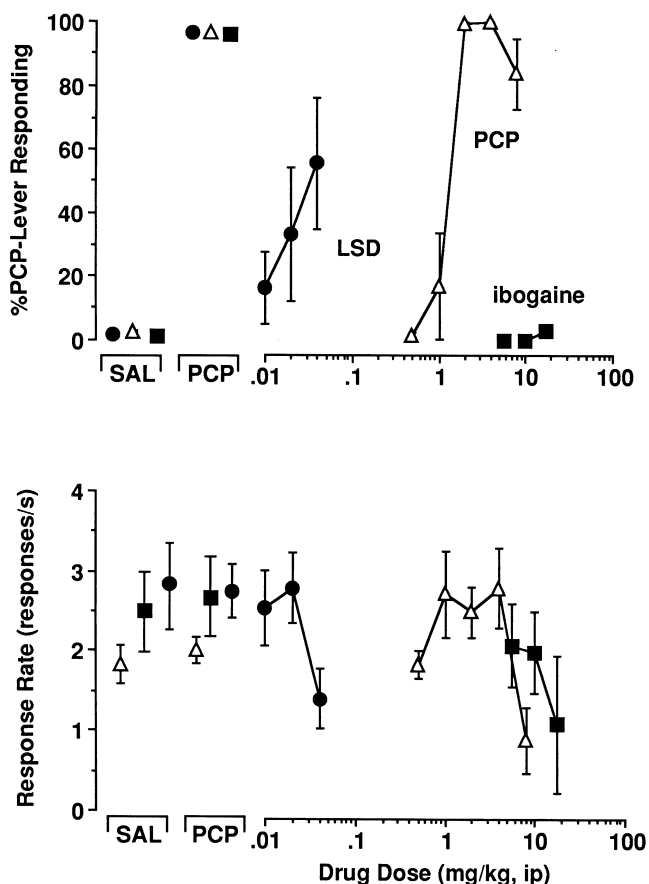 %PCP-Lever Responding
100
80
60
40
20
0
PCP
LSD
ibogaine
SAL
PCP
.01
.1
1
10
100
Response Rate (responses/s)
4
3
2
1
0
SAL
PCP
.01
.1
1
10
100
Drug Dose (mg/kg, ip)